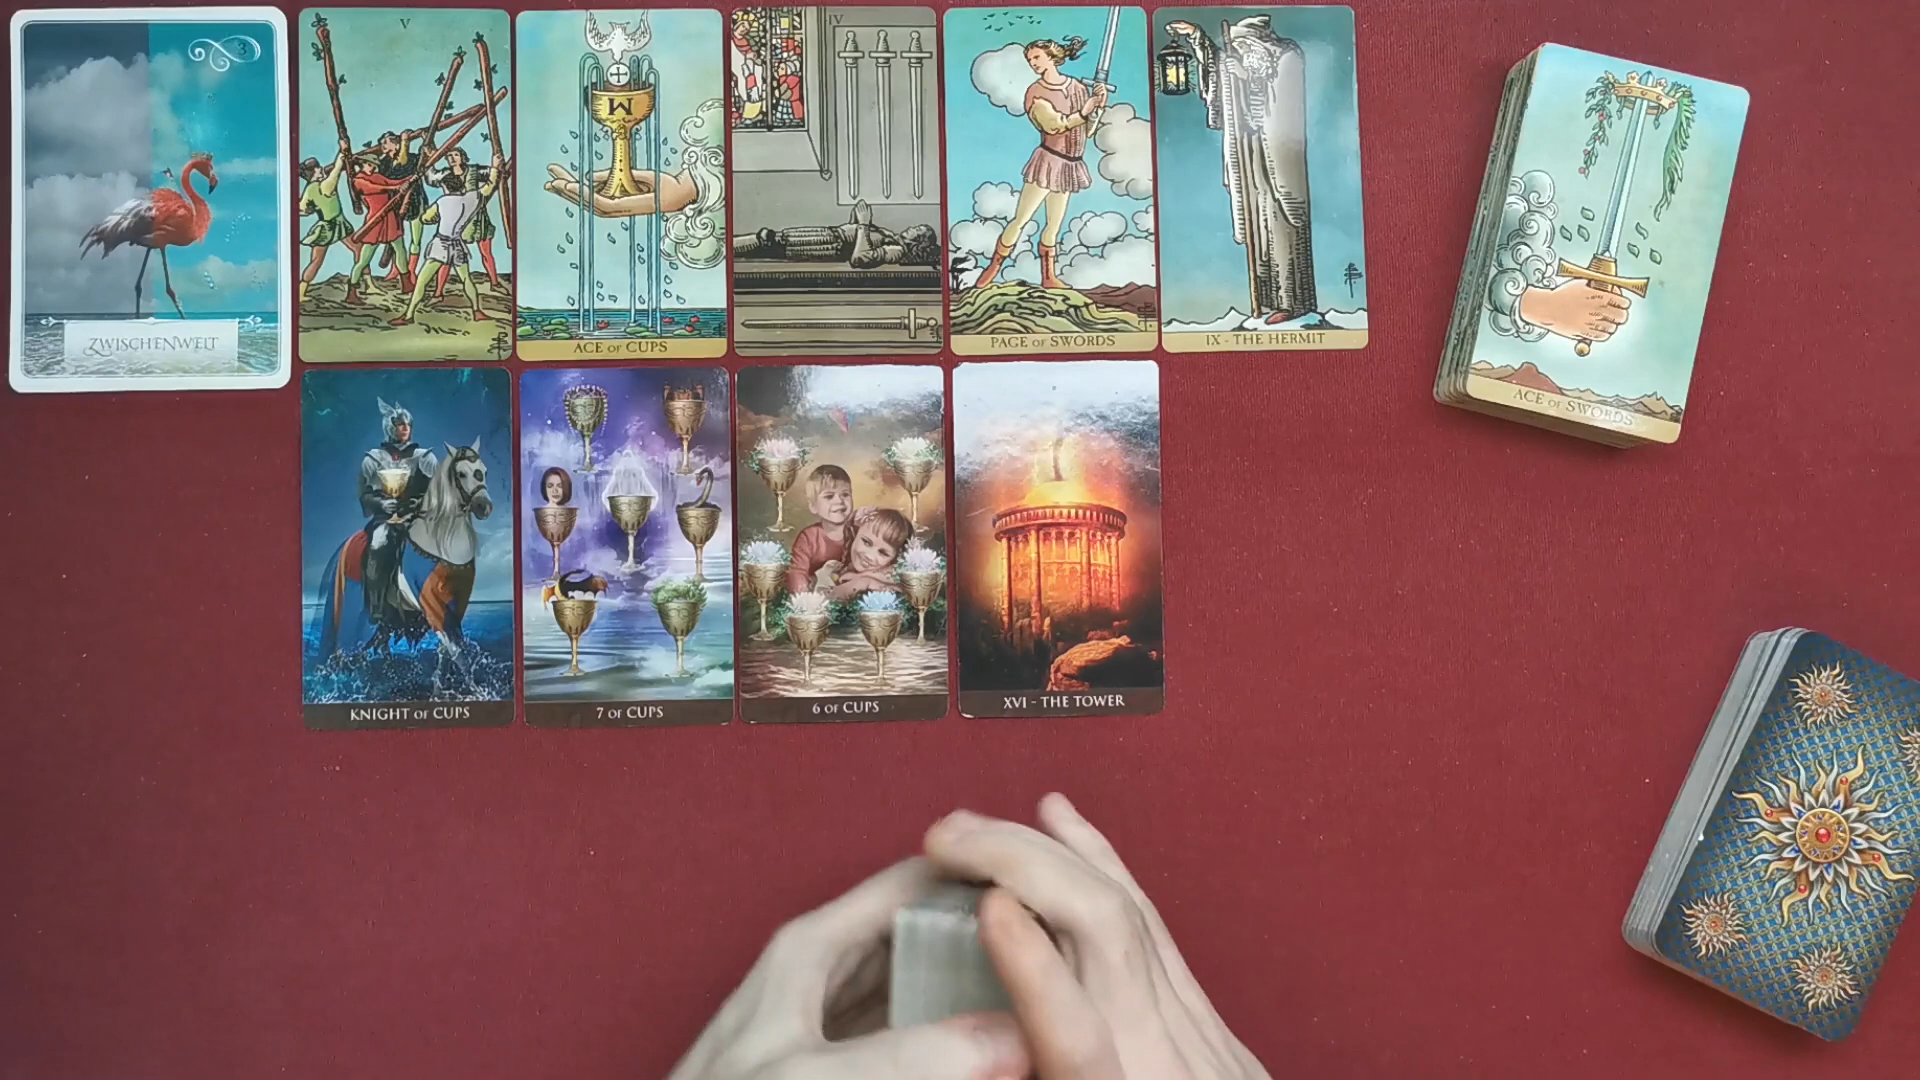 3
ZWISCHENWELT
V
ACE OF CUPS
IV
PAGE OF SWORDS
IX - THE HERMIT
ACE OF SWORDS
KNIGHT OF CUPS
7 OF CUPS
6 OF CUPS
XVI - THE TOWER